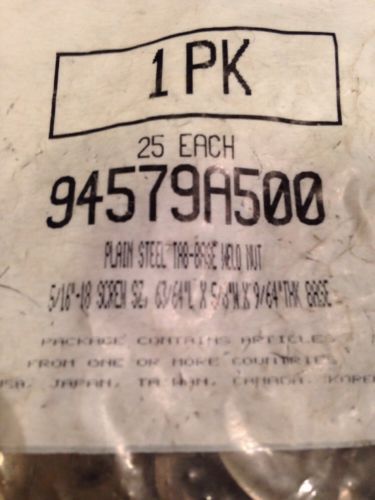 1 PK
25 EACH
94579A500
PLAIN STEEL TAB-BASE WELD NUT
5/16"-18 SCREW SZ, 63/64"L X 5/8"W X 9/64"THK BASE
PACKAGE CONTAINS ARTICLES
FROM ONE OR MORE COUNTRIES
USA, JAPAN, TAIWAN, CANADA, KOREA